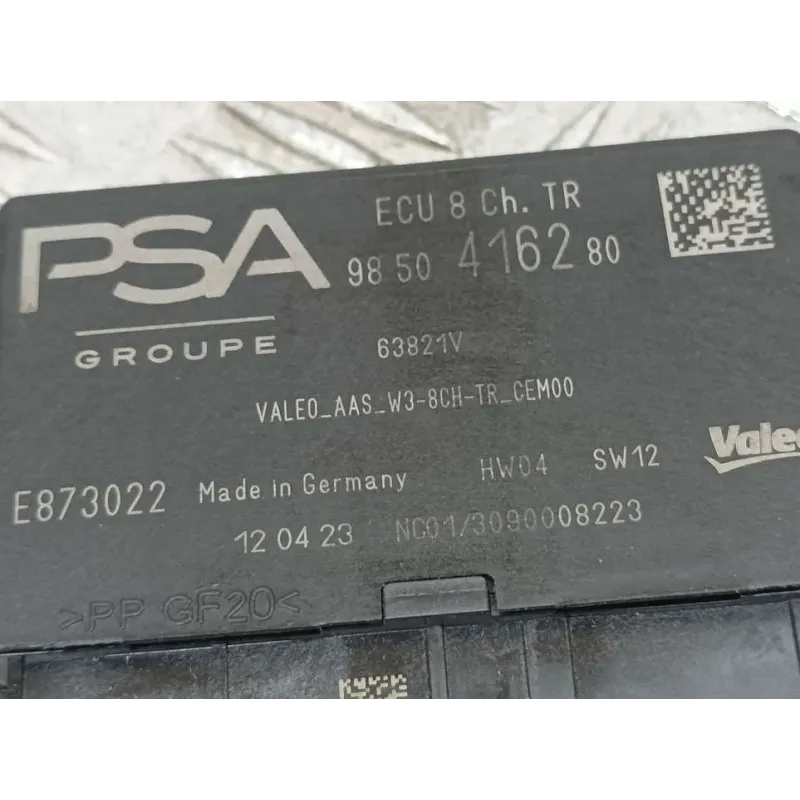 PSA
GROUPE
ECU 8 Ch. TR
98 50 4162 80
63821V
VALEO_AAS_W3-8CH-TR_CEM00
HW04 SW12 Valeo
E873022 Made in Germany
12 04 23 NC01/3090008223
>PP GF20<